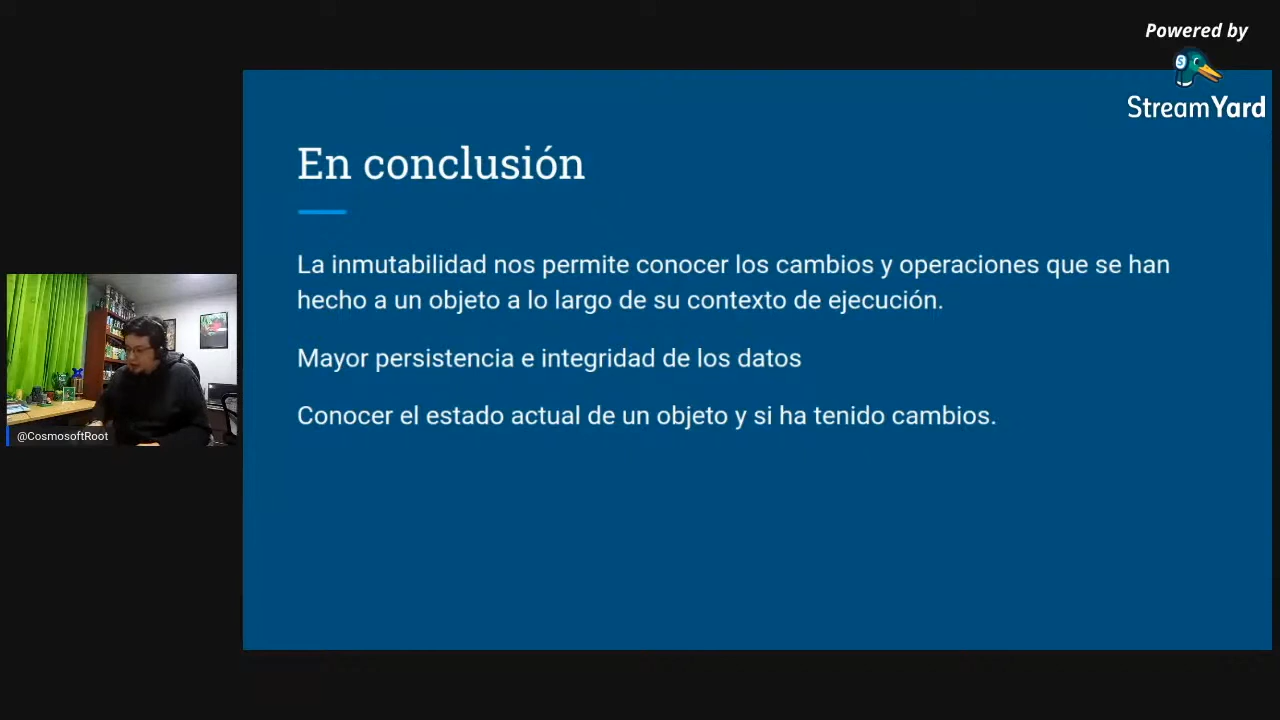 Powered by
StreamYard
En conclusión
La inmutabilidad nos permite conocer los cambios y operaciones que se han
hecho a un objeto a lo largo de su contexto de ejecución.
Mayor persistencia e integridad de los datos
Conocer el estado actual de un objeto y si ha tenido cambios.
@CosmosoftRoot